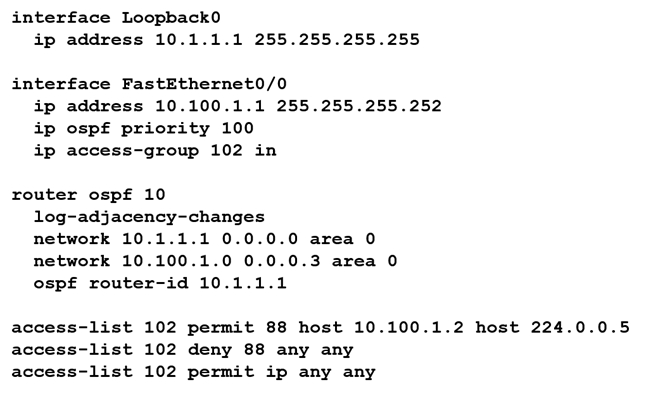 interface Loopback0
ip address 10.1.1.1 255.255.255.255
interface FastEthernet0/0
ip address 10.100.1.1 255.255.255.252
ip ospf priority 100
ip access-group 102 in
router ospf 10
log-adjacency-changes
network 10.1.1.1 0.0.0.0 area 0
network 10.100.1.0 0.0.0.3 area 0
ospf router-id 10.1.1.1
access-list 102 permit 88 host 10.100.1.2 host 224.0.0.5
access-list 102 deny 88 any any
access-list 102 permit ip any any